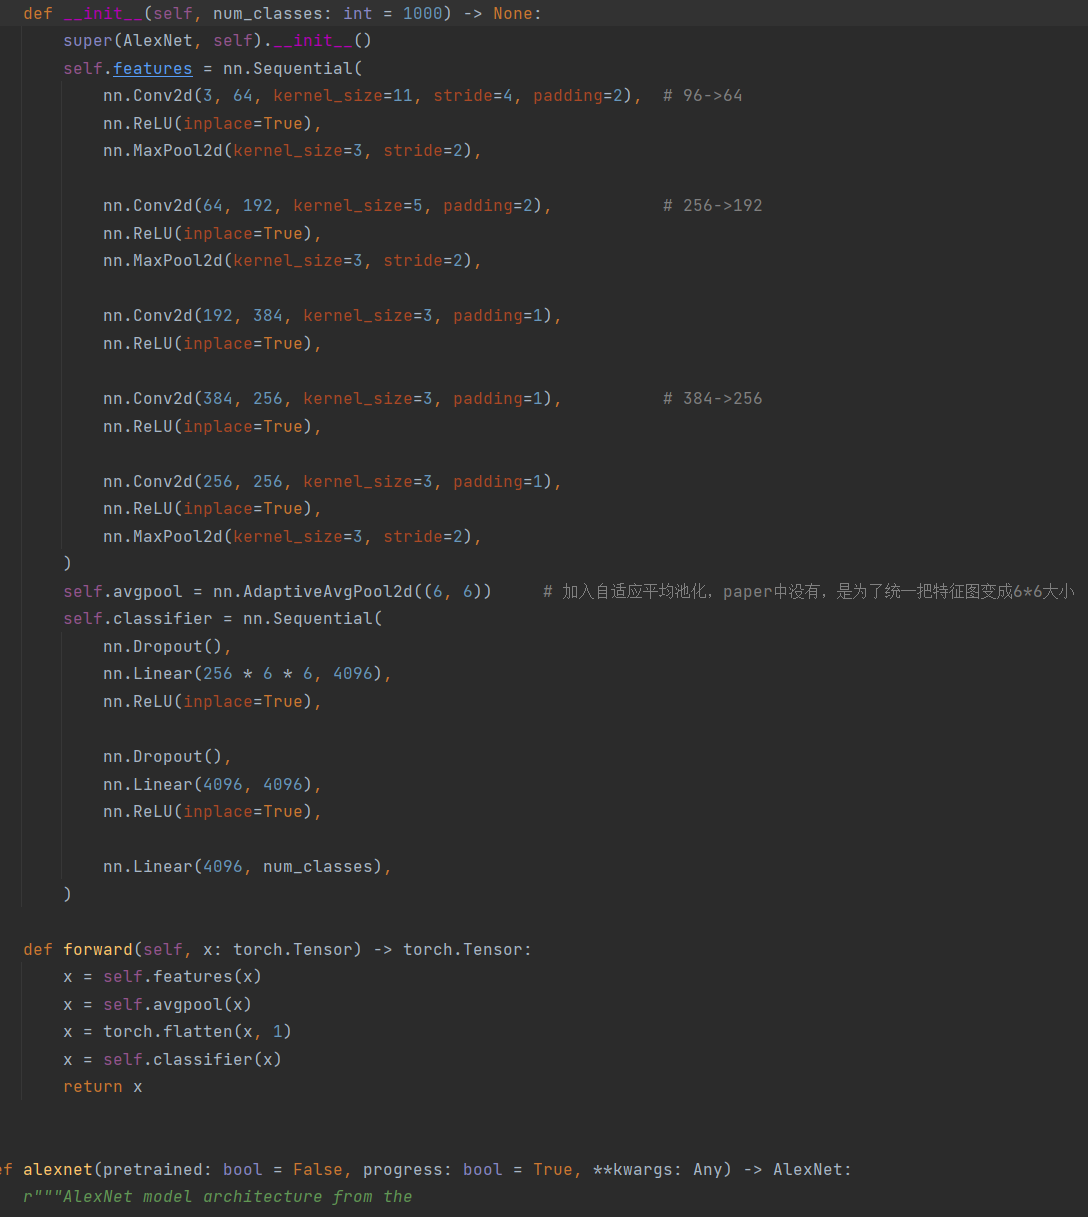 def __init__(self, num_classes: int = 1000) -> None:
super(AlexNet, self).__init__()
self.features = nn.Sequential(
nn.Conv2d(3, 64, kernel_size=11, stride=4, padding=2),  # 96->64
nn.ReLU(inplace=True),
nn.MaxPool2d(kernel_size=3, stride=2),
nn.Conv2d(64, 192, kernel_size=5, padding=2),           # 256->192
nn.ReLU(inplace=True),
nn.MaxPool2d(kernel_size=3, stride=2),
nn.Conv2d(192, 384, kernel_size=3, padding=1),
nn.ReLU(inplace=True),
nn.Conv2d(384, 256, kernel_size=3, padding=1),          # 384->256
nn.ReLU(inplace=True),
nn.Conv2d(256, 256, kernel_size=3, padding=1),
nn.ReLU(inplace=True),
nn.MaxPool2d(kernel_size=3, stride=2),
)
self.avgpool = nn.AdaptiveAvgPool2d((6, 6))     # 加入自适应平均池化，paper中没有，是为了统一把特征图变成6*6大小
self.classifier = nn.Sequential(
nn.Dropout(),
nn.Linear(256 * 6 * 6, 4096),
nn.ReLU(inplace=True),
nn.Dropout(),
nn.Linear(4096, 4096),
nn.ReLU(inplace=True),
nn.Linear(4096, num_classes),
)
def forward(self, x: torch.Tensor) -> torch.Tensor:
x = self.features(x)
x = self.avgpool(x)
x = torch.flatten(x, 1)
x = self.classifier(x)
return x
ef alexnet(pretrained: bool = False, progress: bool = True, **kwargs: Any) -> AlexNet:
r"""AlexNet model architecture from the